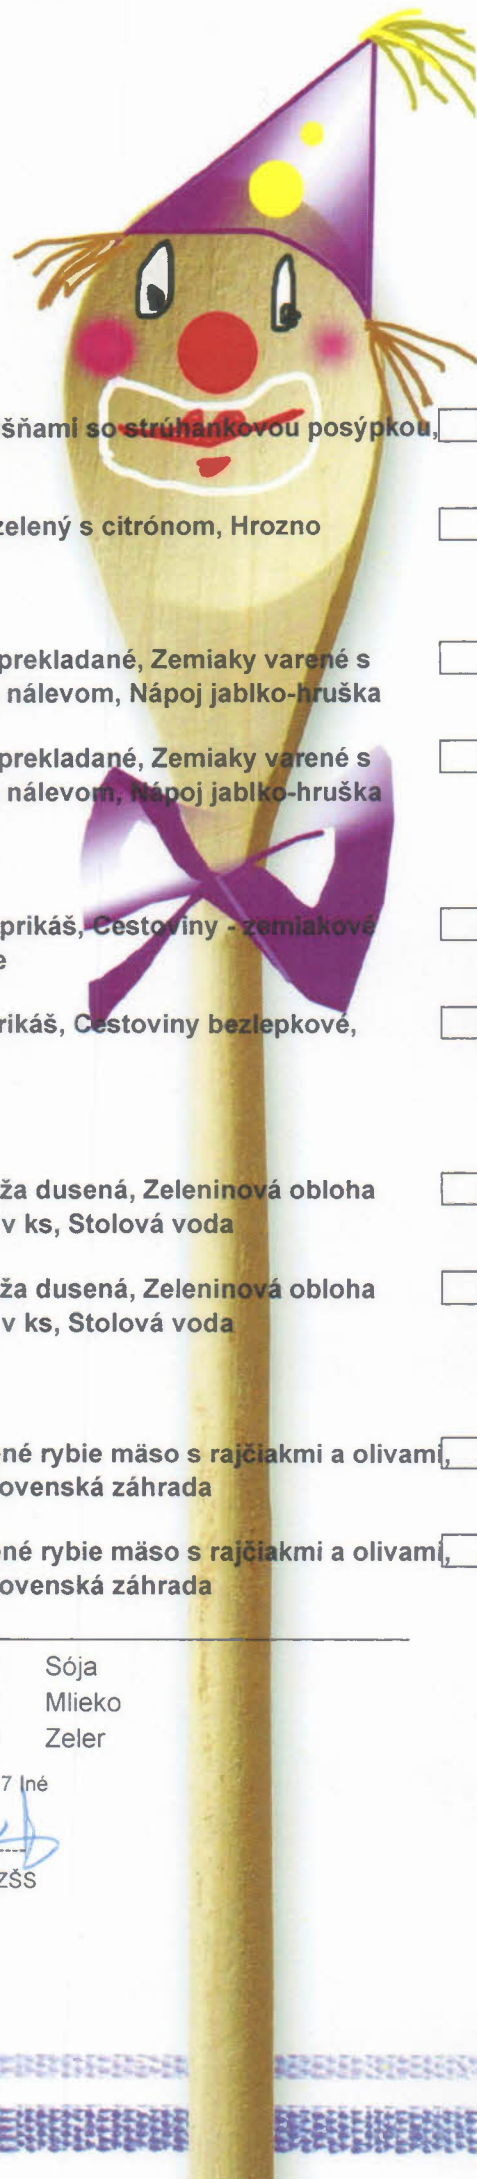 šňami so strúhankovou posýpkou,
zelený s citrónom, Hrozno
prekladané, Zemiaky varené s
nálevom, Nápoj jablko-hruška
prekladané, Zemiaky varené s
nálevom, Nápoj jablko-hruška
prikáš, Cestoviny - zemiakové
e
rikáš, Cestoviny bezlepkové,
ža dusená, Zeleninová obloha
v ks, Stolová voda
ža dusená, Zeleninová obloha
v ks, Stolová voda
né rybie mäso s rajčiakmi a olivami,
ovenská záhrada
né rybie mäso s rajčiakmi a olivami,
ovenská záhrada
Sója
Mlieko
Zeler
7 Iné
ZŠS